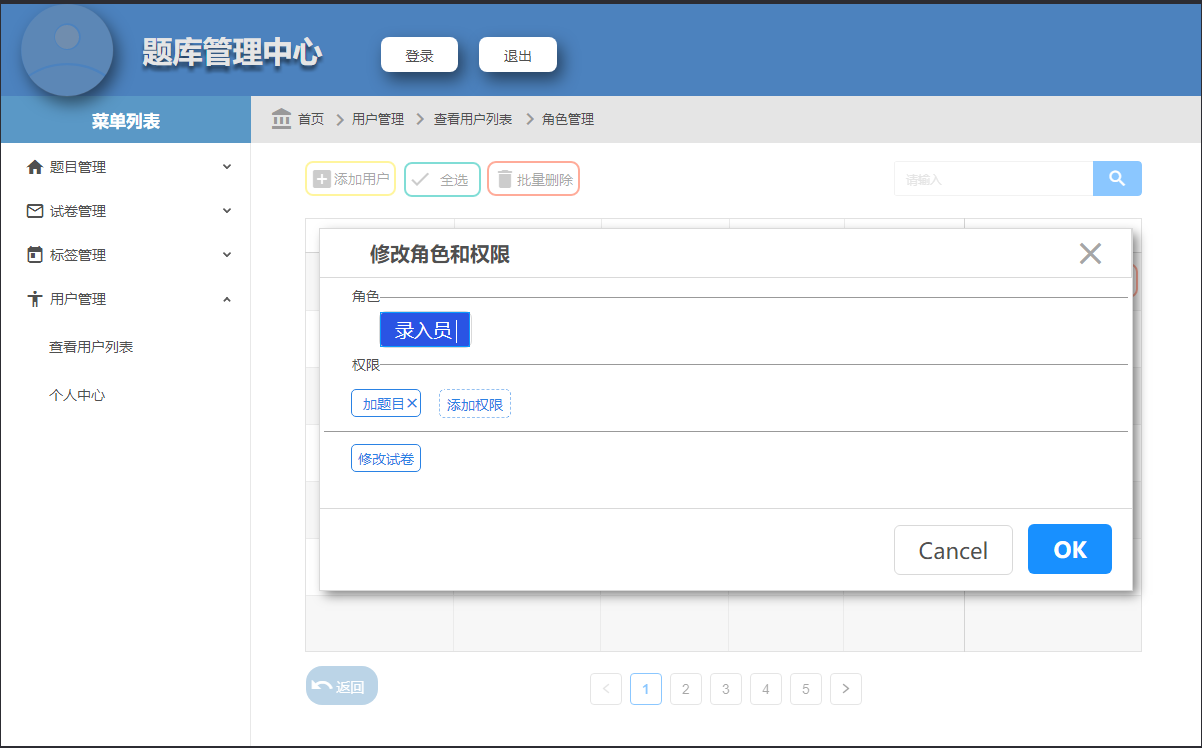 题库管理中心
登录
退出
菜单列表
首页
用户管理
查看用户列表
角色管理
题目管理
试卷管理
标签管理
用户管理
查看用户列表
个人中心
添加用户
全选
批量删除
请输入
修改角色和权限
角色
录入员
权限
加题目
添加权限
修改试卷
Cancel
OK
返回
1
2
3
4
5